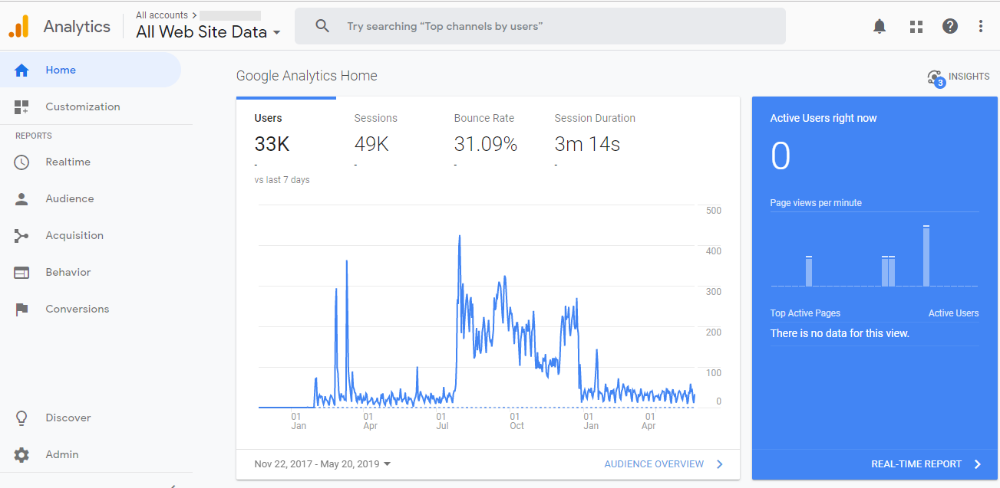 Analytics
All accounts >
All Web Site Data
Try searching “Top channels by users”
Home
Customization
REPORTS
Realtime
Audience
Acquisition
Behavior
Conversions
Discover
Admin
Google Analytics Home
3 INSIGHTS
Users Sessions Bounce Rate Session Duration
33K 49K 31.09% 3m 14s
- - - -
vs last 7 days
500
400
300
200
100
0
01 01 01 01 01 01
Jan Apr Jul Oct Jan Apr
Nov 22, 2017 - May 20, 2019
AUDIENCE OVERVIEW
Active Users right now
0
Page views per minute
Top Active Pages Active Users
There is no data for this view.
REAL-TIME REPORT